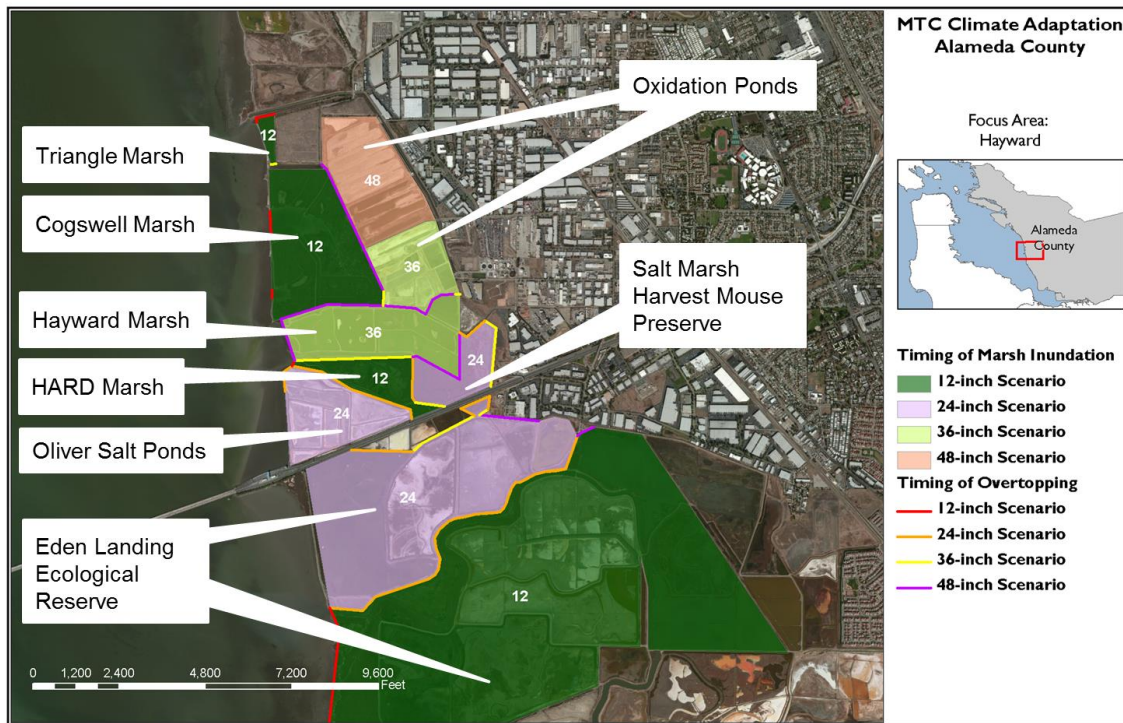 MTC Climate Adaptation
Alameda County
Focus Area:
Hayward
Alameda
County
Timing of Marsh Inundation
12-inch Scenario
24-inch Scenario
36-inch Scenario
48-inch Scenario
Timing of Overtopping
12-inch Scenario
24-inch Scenario
36-inch Scenario
48-inch Scenario
Oxidation Ponds
Triangle Marsh
Cogswell Marsh
Hayward Marsh
HARD Marsh
Oliver Salt Ponds
Eden Landing
Ecological
Reserve
Salt Marsh
Harvest Mouse
Preserve
12
48
12
36
36
24
12
24
24
12
0 1,200 2,400 4,800 7,200 9,600
Feet